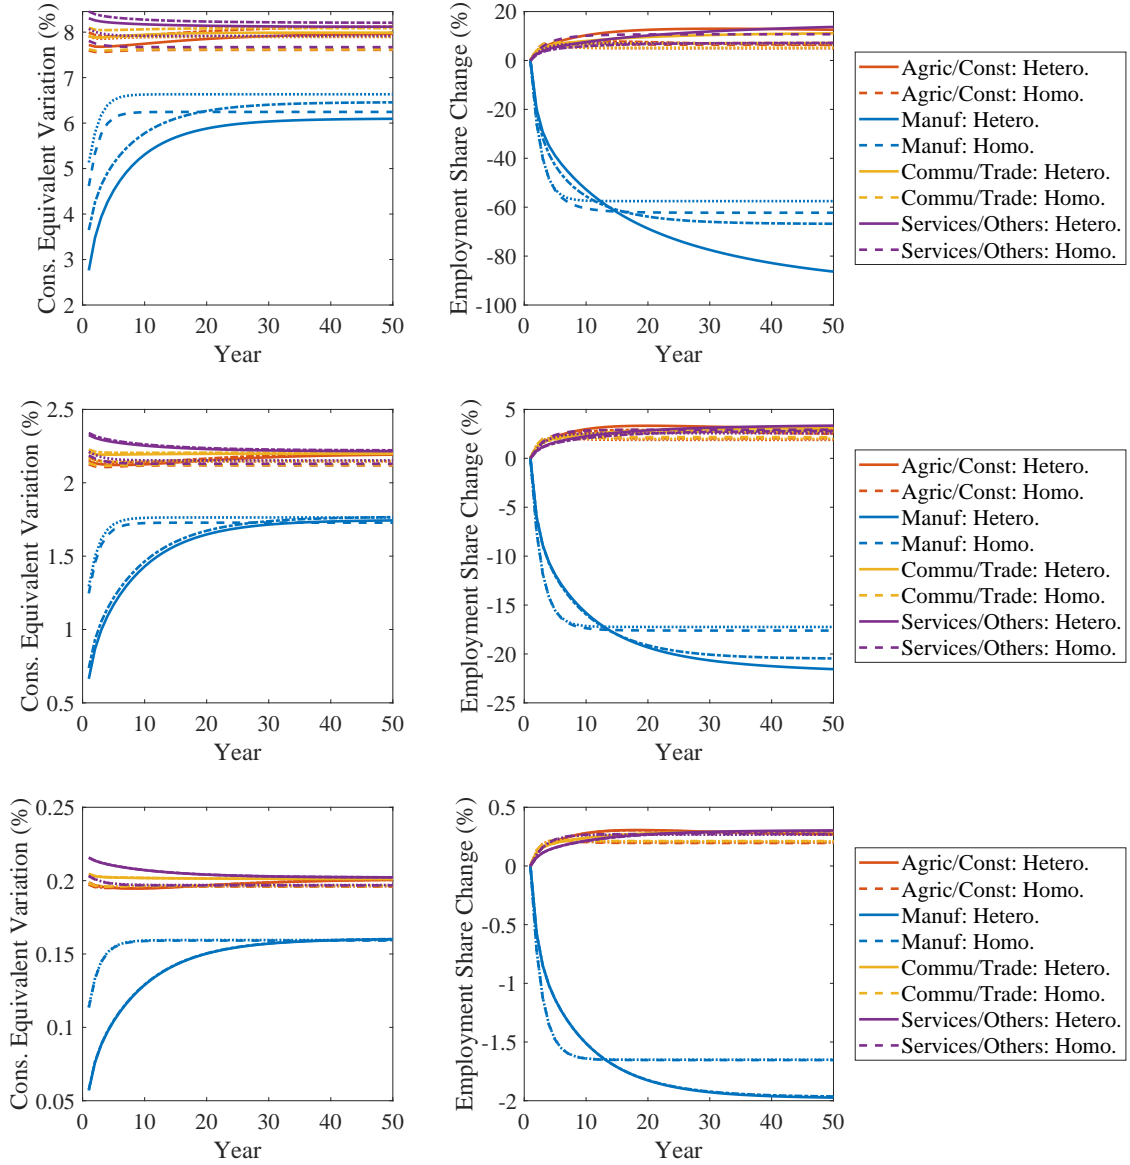 Cons. Equivalent Variation (%)
8
7
6
5
4
3
2
0 10 20 30 40 50
Year
Employment Share Change (%)
20
0
-20
-40
-60
-80
-100
0 10 20 30 40 50
Year
Agric/Const: Hetero.
Agric/Const: Homo.
Manuf: Hetero.
Manuf: Homo.
Commu/Trade: Hetero.
Commu/Trade: Homo.
Services/Others: Hetero.
Services/Others: Homo.
Cons. Equivalent Variation (%)
2.5
2
1.5
1
0.5
0 10 20 30 40 50
Year
Employment Share Change (%)
5
0
-5
-10
-15
-20
-25
0 10 20 30 40 50
Year
Agric/Const: Hetero.
Agric/Const: Homo.
Manuf: Hetero.
Manuf: Homo.
Commu/Trade: Hetero.
Commu/Trade: Homo.
Services/Others: Hetero.
Services/Others: Homo.
Cons. Equivalent Variation (%)
0.25
0.2
0.15
0.1
0.05
0 10 20 30 40 50
Year
Employment Share Change (%)
0.5
0
-0.5
-1
-1.5
-2
0 10 20 30 40 50
Year
Agric/Const: Hetero.
Agric/Const: Homo.
Manuf: Hetero.
Manuf: Homo.
Commu/Trade: Hetero.
Commu/Trade: Homo.
Services/Others: Hetero.
Services/Others: Homo.